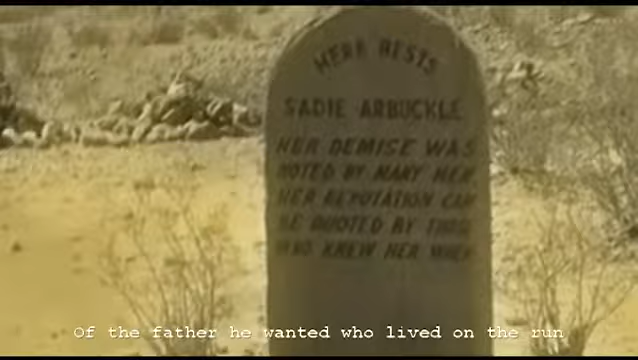 HERE RESTS
SADIE ARBUCKLE
HER DEMISE WAS
NOTED BY MANY MEN
HER REPUTATION CAN
BE QUOTED BY THOSE
WHO KNEW HER WHEN
Of the father he wanted who lived on the run